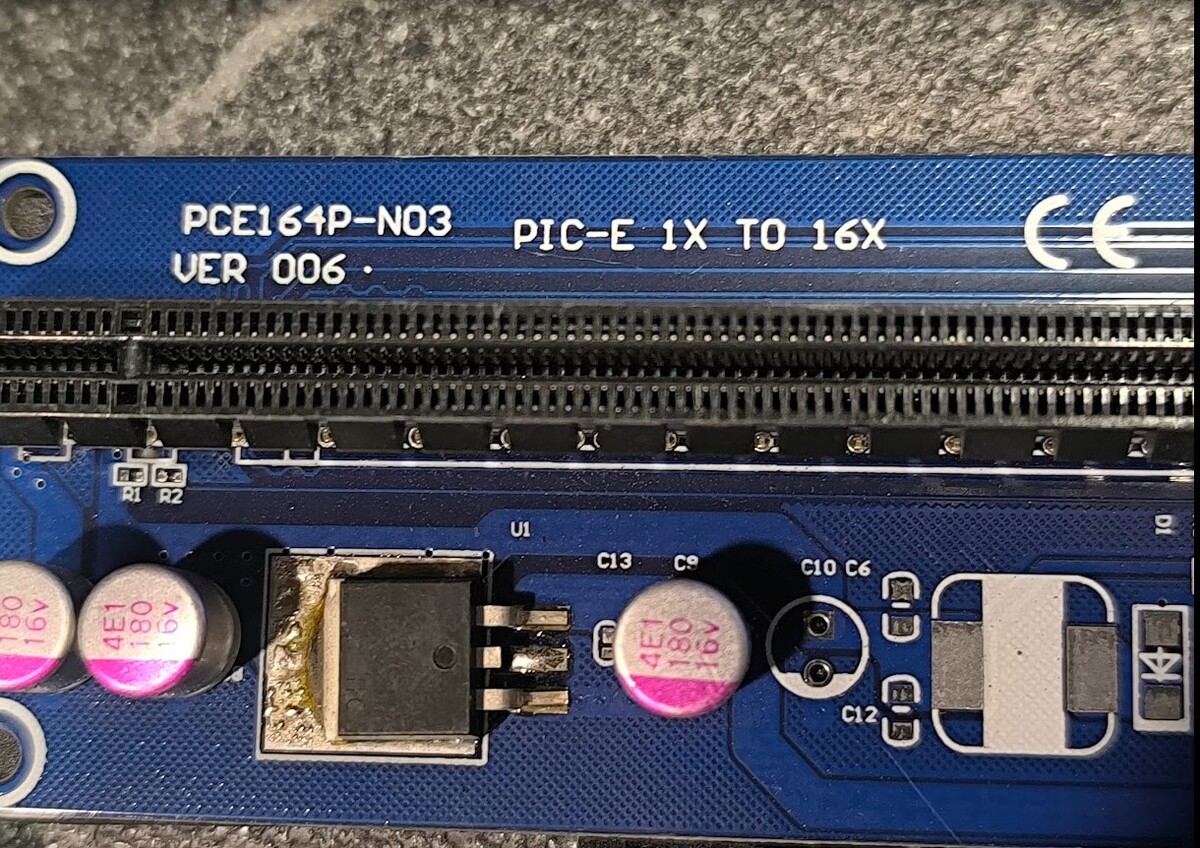 PCE164P-N03
VER 006
PIC-E 1X TO 16X
CE
R1 R2
U1
C13 C9 C10 C6
D1
180
16V
4E1
180
16V
4E1
180
16V
C12